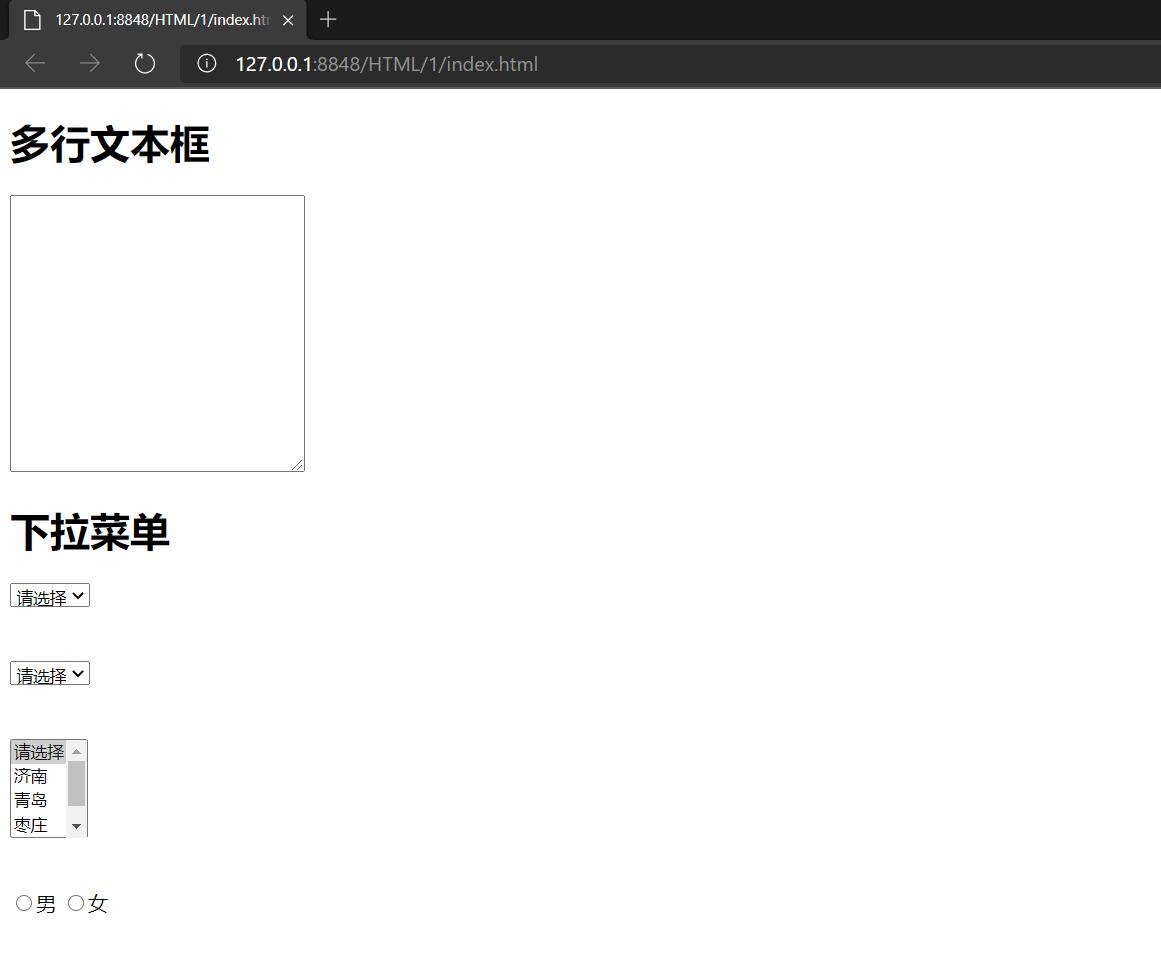 127.0.0.1:8848/HTML/1/index.htm
127.0.0.1:8848/HTML/1/index.html
多行文本框
下拉菜单
请选择
请选择
请选择
济南
青岛
枣庄
男 女